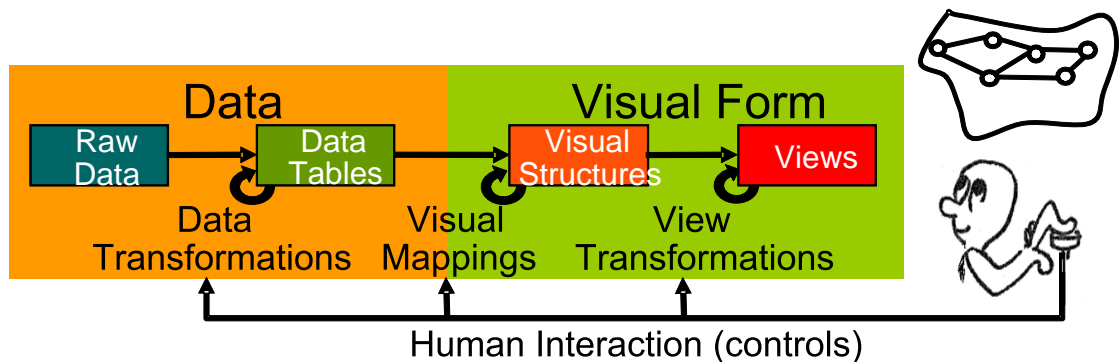 Data
Visual Form
Raw
Data
Data
Tables
Visual
Structures
Views
Data
Transformations
Visual
Mappings
View
Transformations
Human Interaction (controls)